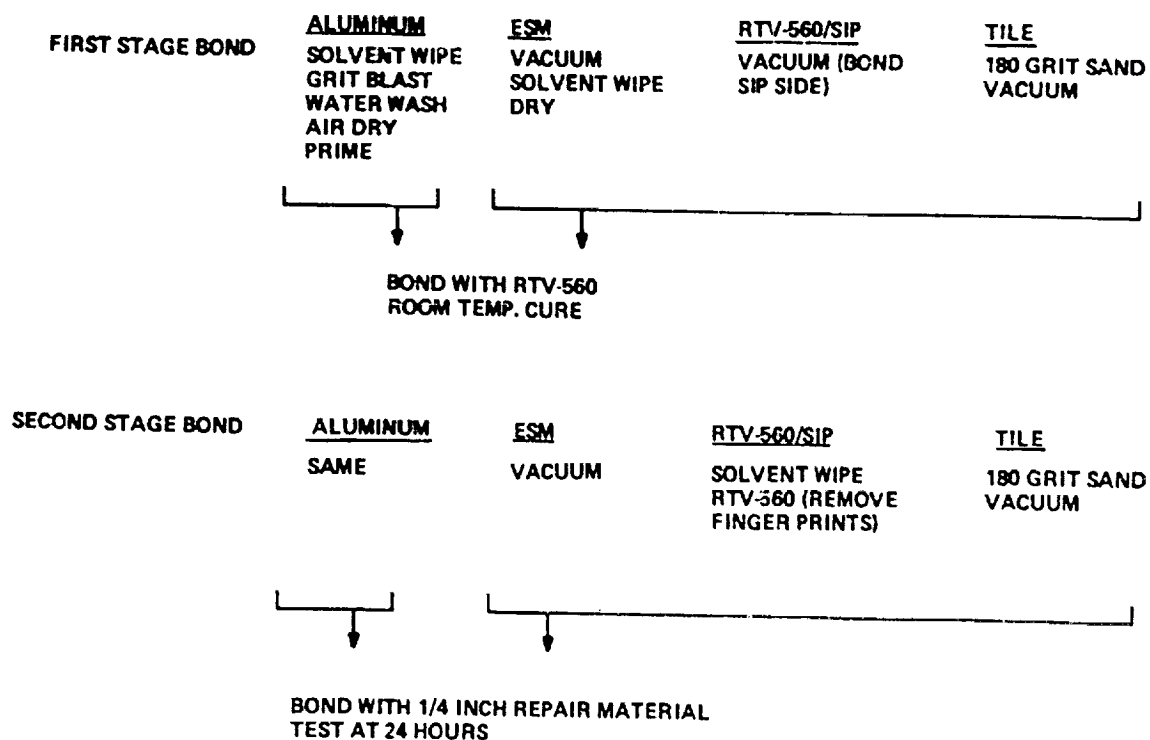 FIRST STAGE BOND
ALUMINUM
SOLVENT WIPE
GRIT BLAST
WATER WASH
AIR DRY
PRIME
ESM
VACUUM
SOLVENT WIPE
DRY
RTV-560/SIP
VACUUM (BOND
SIP SIDE)
TILE
180 GRIT SAND
VACUUM
BOND WITH RTV-560
ROOM TEMP. CURE
SECOND STAGE BOND
ALUMINUM
SAME
ESM
VACUUM
RTV-560/SIP
SOLVENT WIPE
RTV-560 (REMOVE
FINGER PRINTS)
TILE
180 GRIT SAND
VACUUM
BOND WITH 1/4 INCH REPAIR MATERIAL
TEST AT 24 HOURS